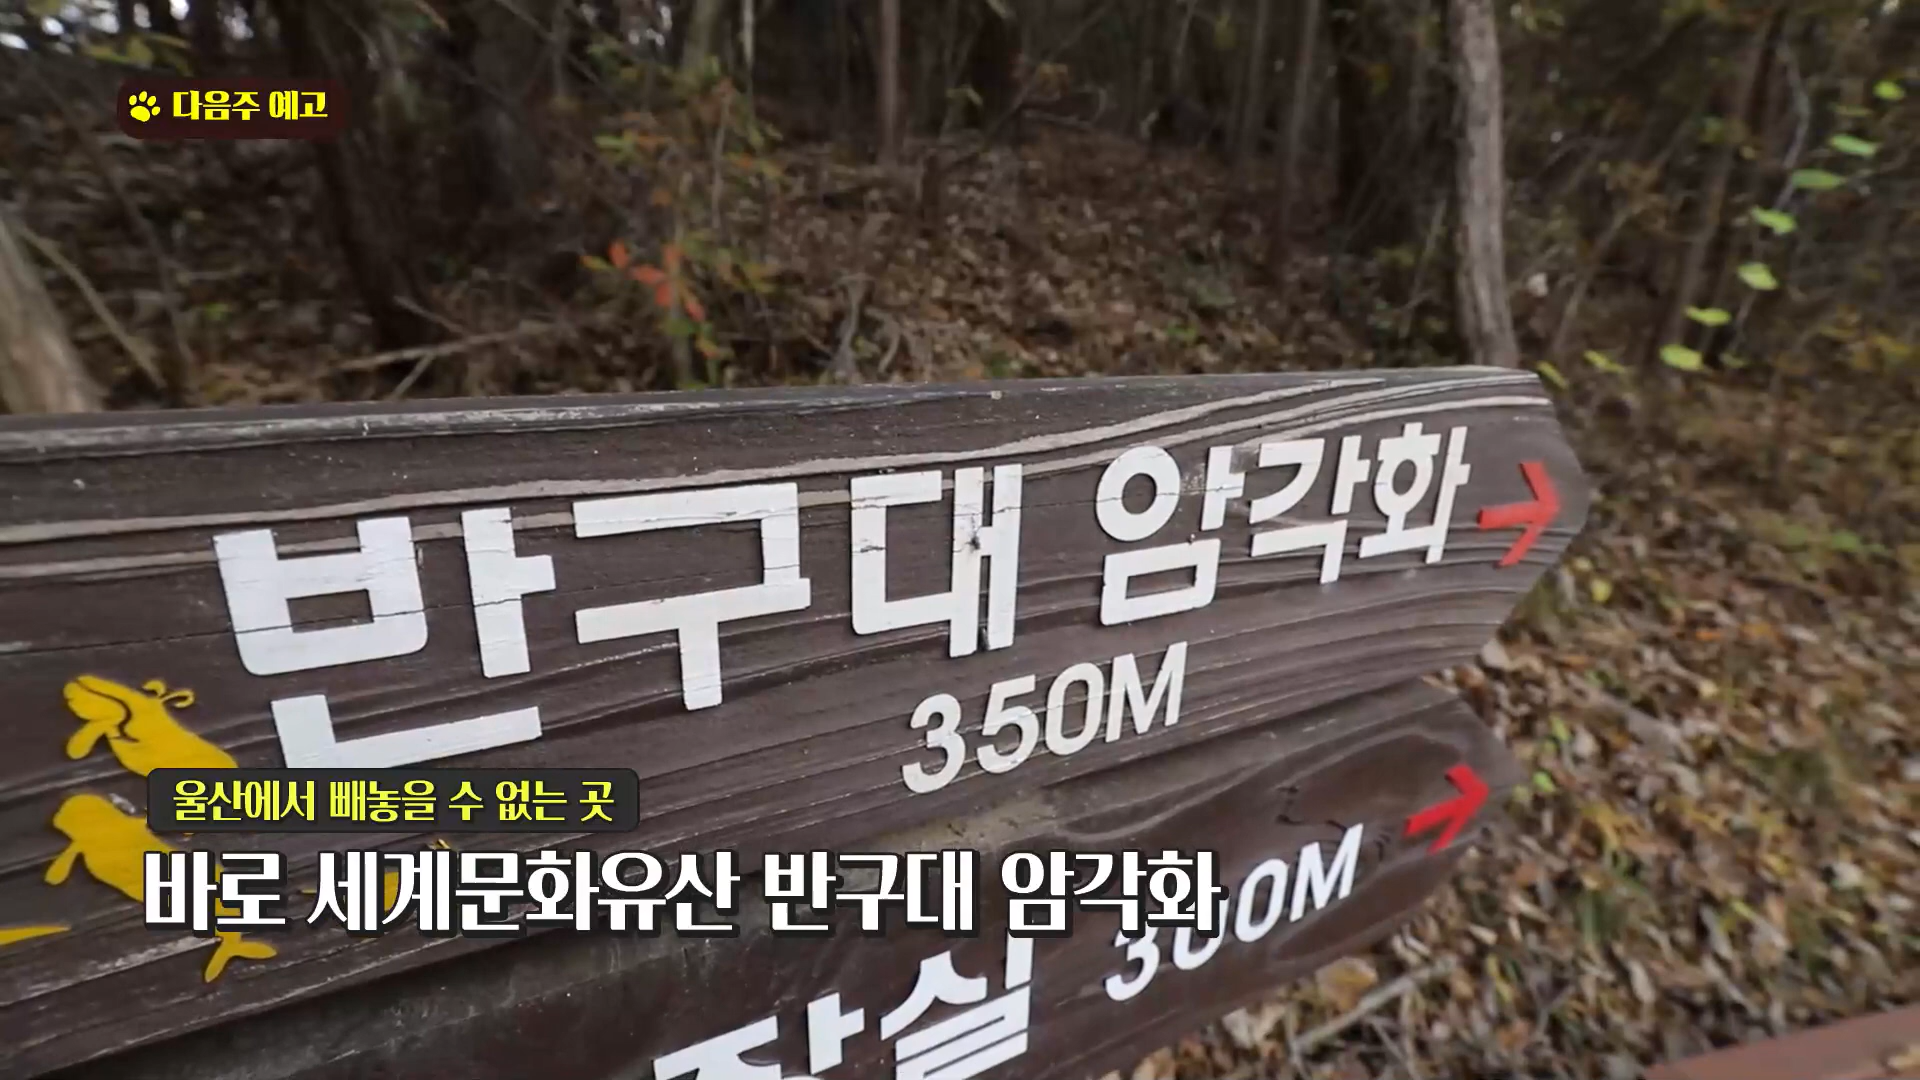 다음주 예고
반구대 암각화
350M
울산에서 빼놓을 수 없는 곳
바로 세계문화유산 반구대 암각화
300M